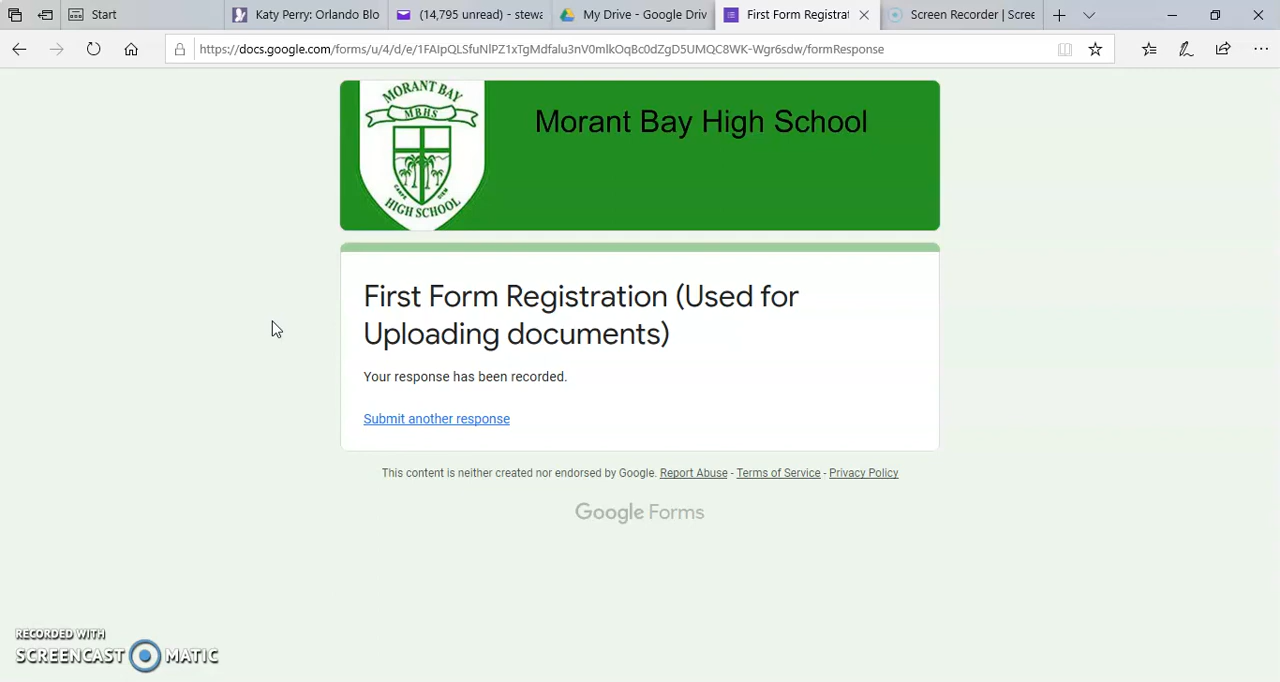 Start
Katy Perry: Orlando Blo
(14,795 unread) - stewa
My Drive - Google Driv
First Form Registrat
Screen Recorder | Scree
https://docs.google.com/forms/u/4/d/e/1FAIpQLSfuNlPZ1xTgMdfalu3nV0mlkOqBc0dZgD5UMQC8WK-Wgr6sdw/formResponse
MORANT BAY
MBHS
CARPE DIEM
HIGH SCHOOL
Morant Bay High School
First Form Registration (Used for
Uploading documents)
Your response has been recorded.
Submit another response
This content is neither created nor endorsed by Google. Report Abuse - Terms of Service - Privacy Policy
Google Forms
RECORDED WITH
SCREENCAST MATIC